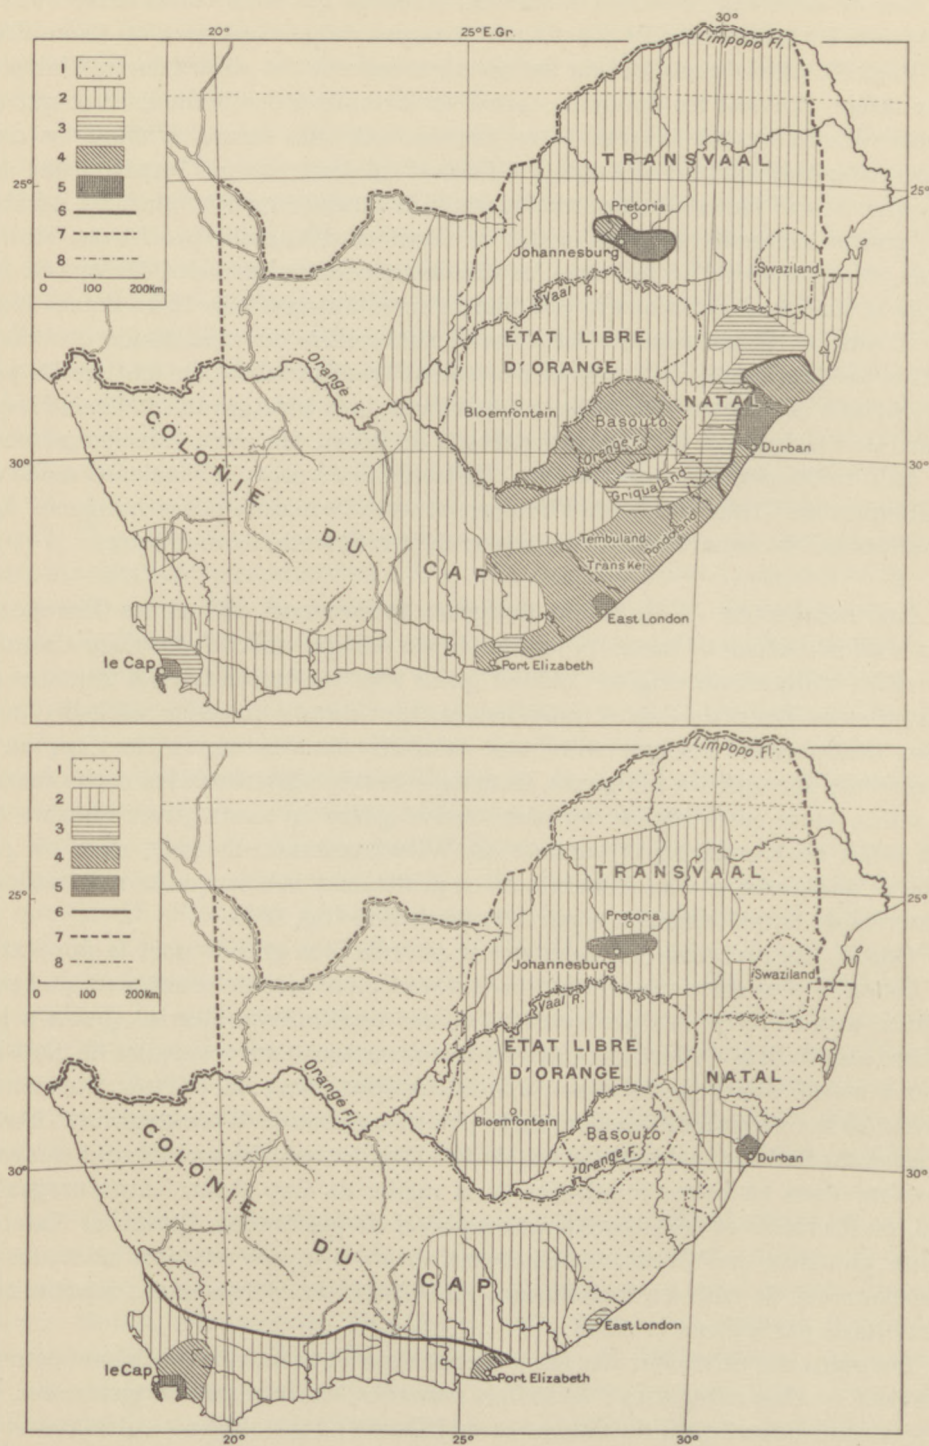 20° 25°E.Gr. 30°
Limpopo Fl.
1
2
3
4
5
6
7
8
0 100 200Km.
25° 25°
TRANSVAAL
Pretoria
Johannesburg
Swaziland
Vaal R.
ÉTAT LIBRE
D'ORANGE
Orange F.
Bloemfontein
NATAL
Basouto
Orange F.
Durban
30° 30°
Griqualand
COLONIE DU CAP
Tembuland
Pondoland
Transkei
East London
le Cap
Port Elizabeth
Limpopo Fl.
1
2
3
4
5
6
7
8
0 100 200Km.
25° 25°
TRANSVAAL
Pretoria
Johannesburg
Swaziland
Vaal R.
ÉTAT LIBRE
D'ORANGE
Orange Fl.
NATAL
Bloemfontein
Basouto
Orange F.
Durban
30° 30°
COLONIE DU CAP
East London
le Cap
Port Elizabeth
20° 25° 30°